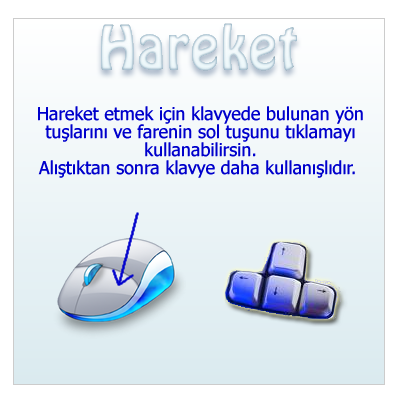 Hareket
Hareket etmek için klavyede bulunan yön
tuşlarını ve farenin sol tuşunu tıklamayı
kullanabilirsin.
Alıştıktan sonra klavye daha kullanışlıdır.